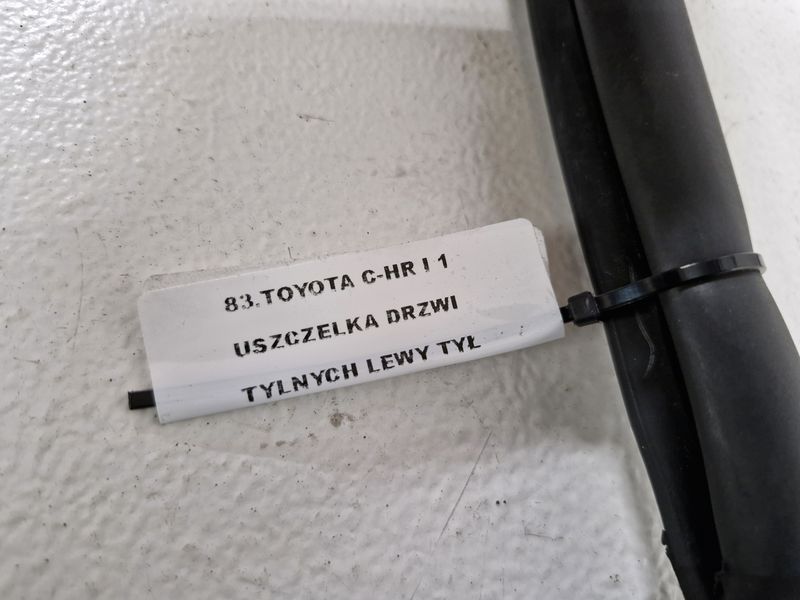 83.TOYOTA C-HR I 1
USZCZELKA DRZWI
TYLNYCH LEWY TYŁ